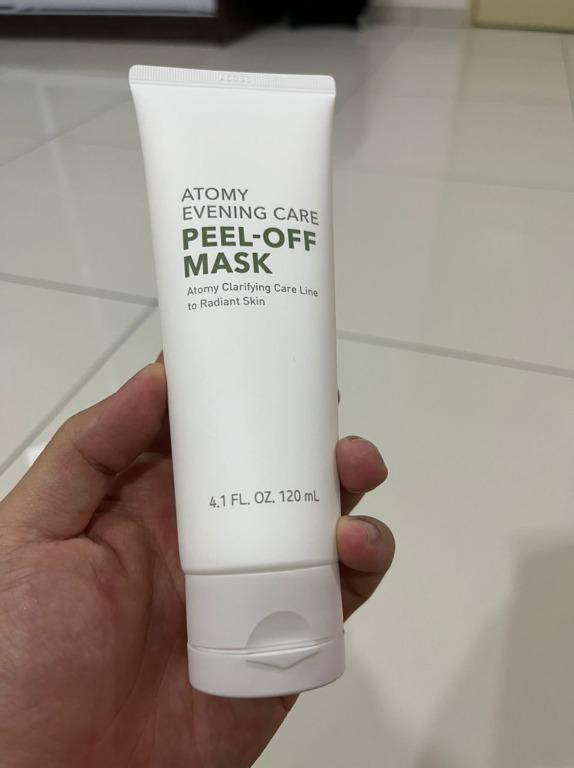 ATOMY
EVENING CARE
PEEL-OFF
MASK
Atomy Clarifying Care Line
to Radiant Skin
4.1 FL. OZ. 120 mL